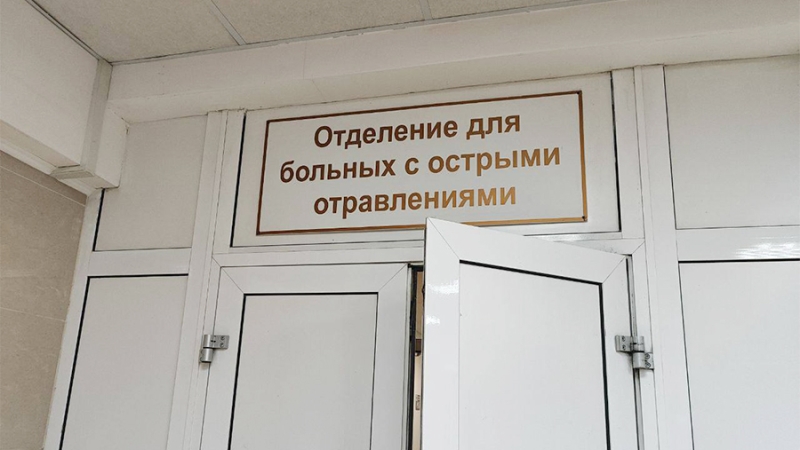 Отделение для
больных с острыми
отравлениями